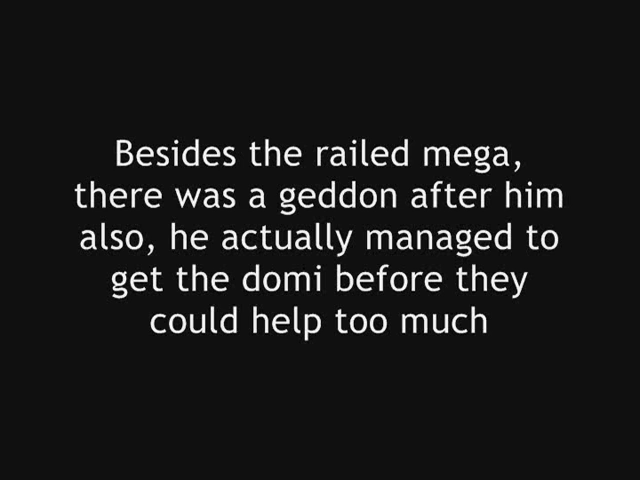 Besides the railed mega,
there was a geddon after him
also, he actually managed to
get the domi before they
could help too much